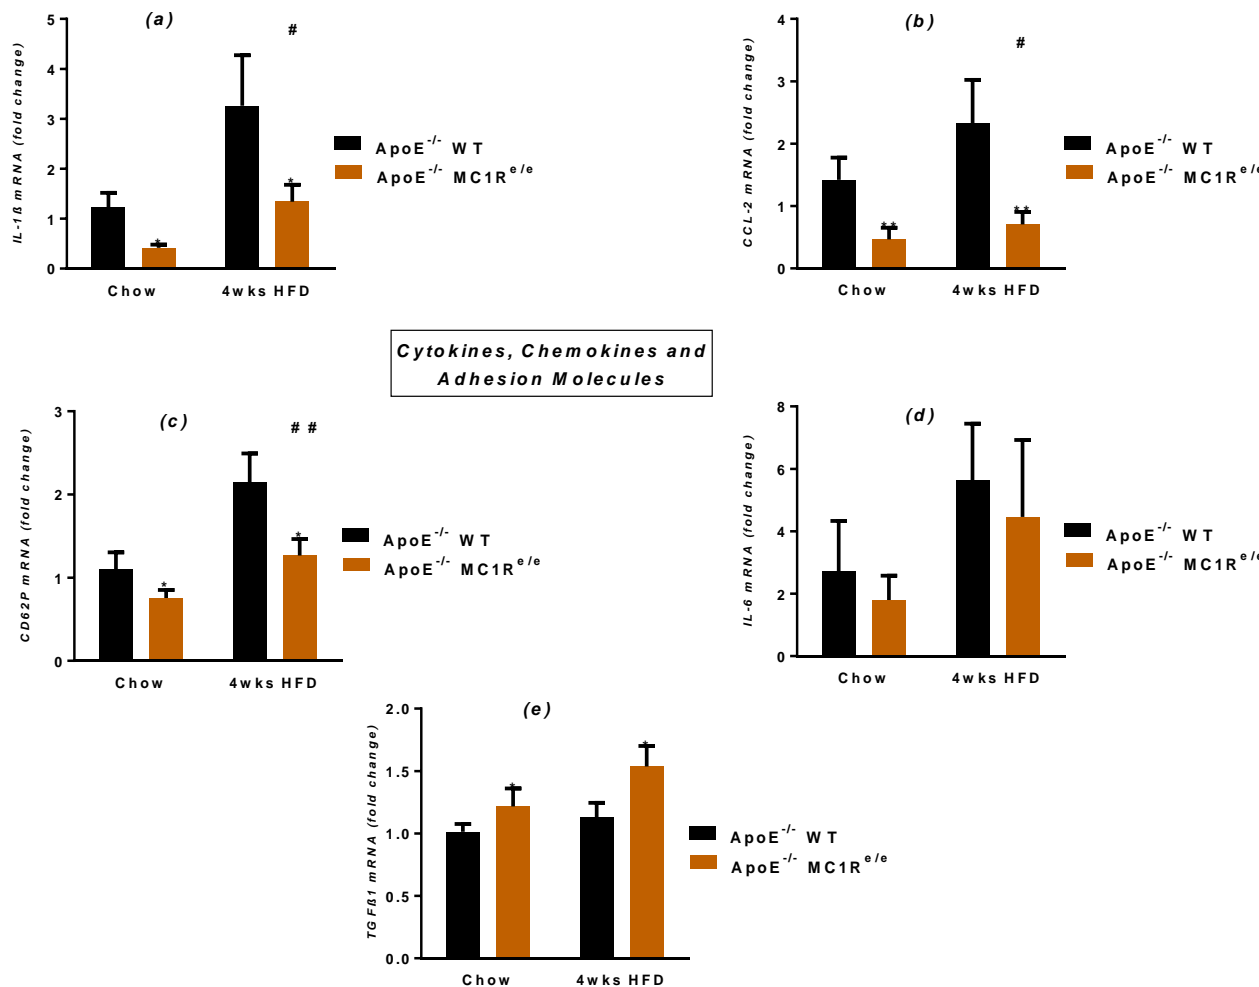 (a)
#
5
4
3
2
1
0
IL-1ß mRNA (fold change)
*
*
Chow 4wks HFD
ApoE-/- WT
ApoE-/- MC1Re/e
(b)
#
4
3
2
1
0
CCL-2 mRNA (fold change)
**
**
Chow 4wks HFD
ApoE-/- WT
ApoE-/- MC1Re/e
Cytokines, Chemokines and
Adhesion Molecules
(c)
##
3
2
1
0
CD62P mRNA (fold change)
*
*
Chow 4wks HFD
ApoE-/- WT
ApoE-/- MC1Re/e
(d)
8
6
4
2
0
IL-6 mRNA (fold change)
Chow 4wks HFD
ApoE-/- WT
ApoE-/- MC1Re/e
(e)
2.0
1.5
1.0
0.5
0.0
TGFß1 mRNA (fold change)
*
*
Chow 4wks HFD
ApoE-/- WT
ApoE-/- MC1Re/e